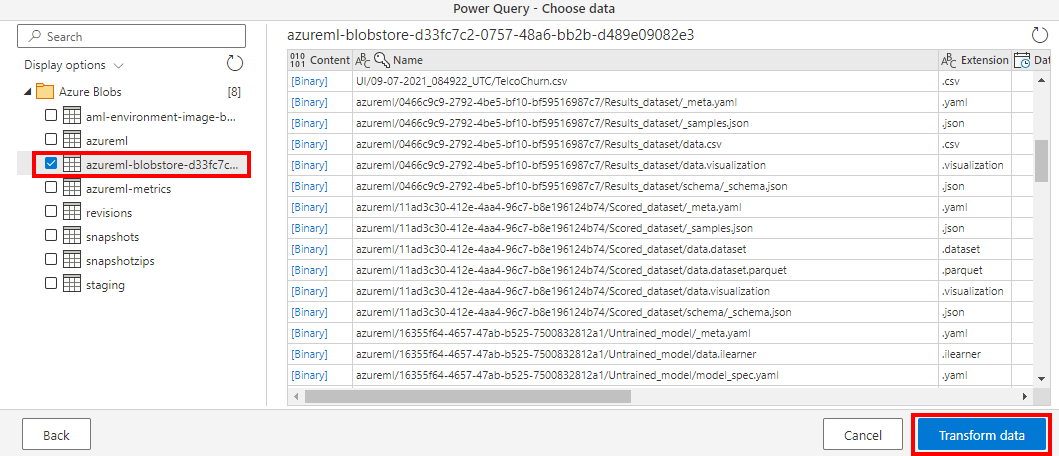 Power Query - Choose data
Search
Display options
Azure Blobs [8]
aml-environment-image-b...
azureml
azureml-blobstore-d33fc7c...
azureml-metrics
revisions
snapshots
snapshotzips
staging
azureml-blobstore-d33fc7c2-0757-48a6-bb2b-d489e09082e3
010 101 Content ABC Name ABC Extension Dat
[Binary] UI/09-07-2021_084922_UTC/TelcoChurn.csv .csv
[Binary] azureml/0466c9c9-2792-4be5-bf10-bf59516987c7/Results_dataset/_meta.yaml .yaml
[Binary] azureml/0466c9c9-2792-4be5-bf10-bf59516987c7/Results_dataset/_samples.json .json
[Binary] azureml/0466c9c9-2792-4be5-bf10-bf59516987c7/Results_dataset/data.csv .csv
[Binary] azureml/0466c9c9-2792-4be5-bf10-bf59516987c7/Results_dataset/data.visualization .visualization
[Binary] azureml/0466c9c9-2792-4be5-bf10-bf59516987c7/Results_dataset/schema/_schema.json .json
[Binary] azureml/11ad3c30-412e-4aa4-96c7-b8e196124b74/Scored_dataset/_meta.yaml .yaml
[Binary] azureml/11ad3c30-412e-4aa4-96c7-b8e196124b74/Scored_dataset/_samples.json .json
[Binary] azureml/11ad3c30-412e-4aa4-96c7-b8e196124b74/Scored_dataset/data.dataset .dataset
[Binary] azureml/11ad3c30-412e-4aa4-96c7-b8e196124b74/Scored_dataset/data.dataset.parquet .parquet
[Binary] azureml/11ad3c30-412e-4aa4-96c7-b8e196124b74/Scored_dataset/data.visualization .visualization
[Binary] azureml/11ad3c30-412e-4aa4-96c7-b8e196124b74/Scored_dataset/schema/_schema.json .json
[Binary] azureml/16355f64-4657-47ab-b525-7500832812a1/Untrained_model/_meta.yaml .yaml
[Binary] azureml/16355f64-4657-47ab-b525-7500832812a1/Untrained_model/data.ilearner .ilearner
[Binary] azureml/16355f64-4657-47ab-b525-7500832812a1/Untrained_model/model_spec.yaml .yaml
Back Cancel Transform data